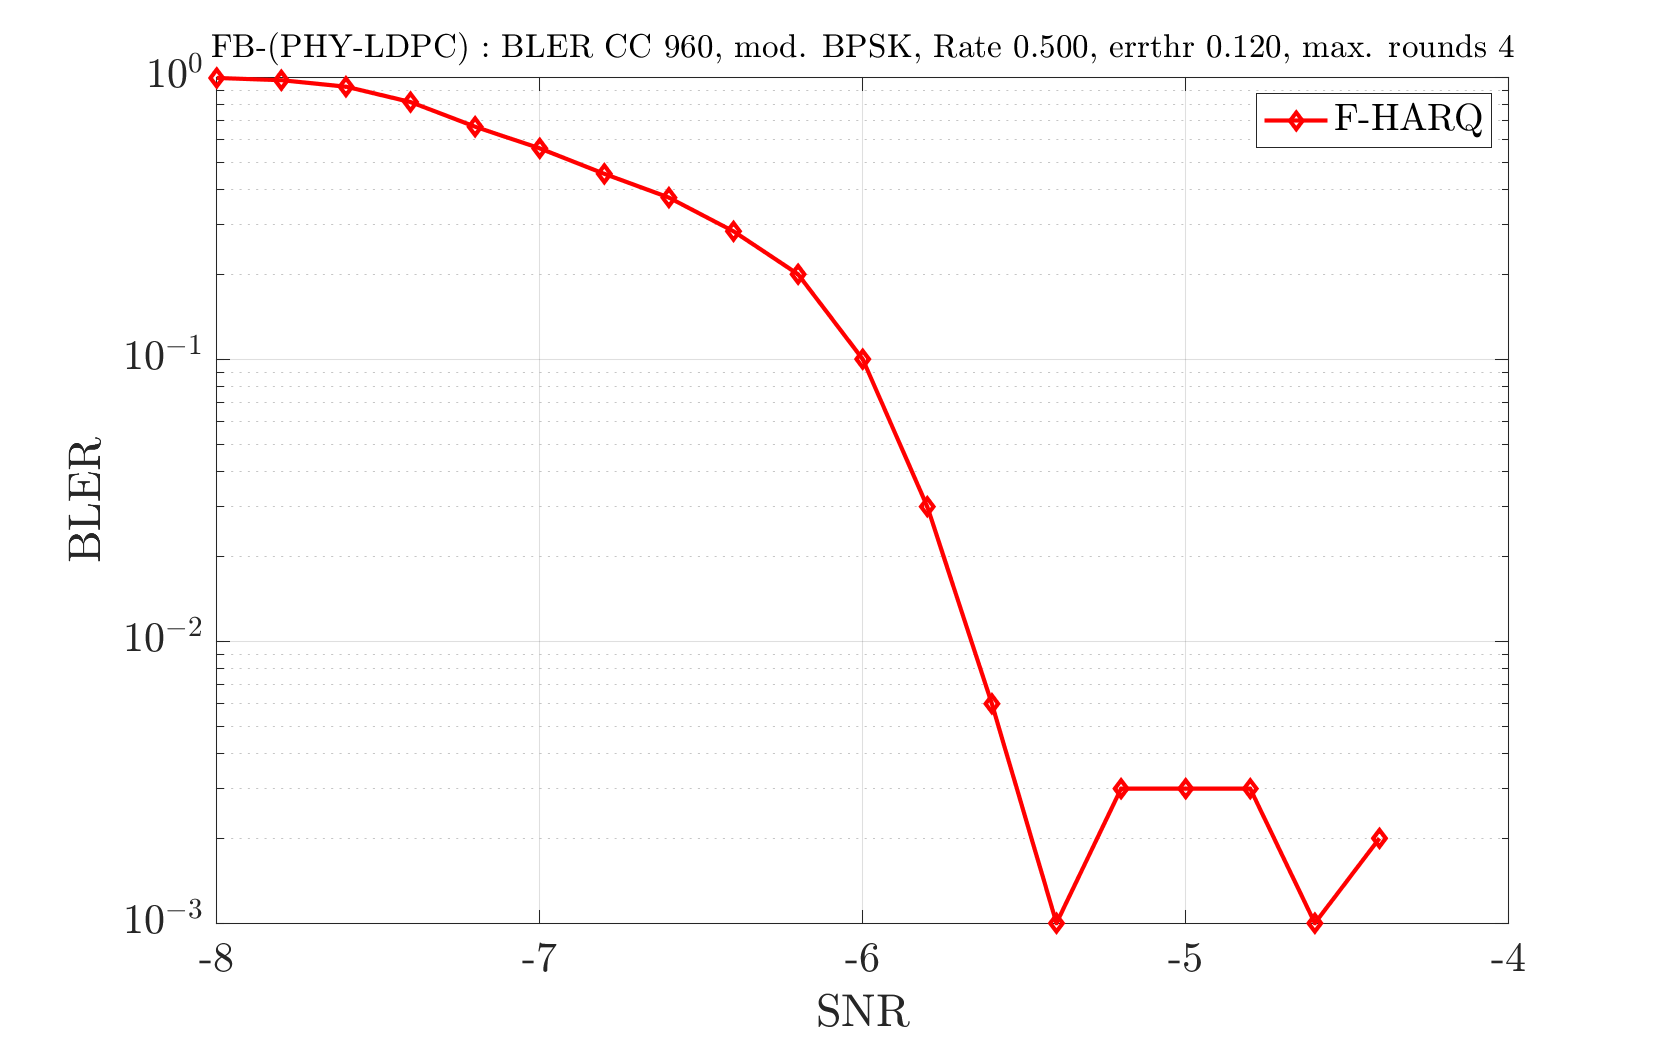 FB-(PHY-LDPC) : BLER CC 960, mod. BPSK, Rate 0.500, errthr 0.120, max. rounds 4
10^0
F-HARQ
10^−1
BLER
10^−2
10^−3
-8 -7 -6 -5 -4
SNR